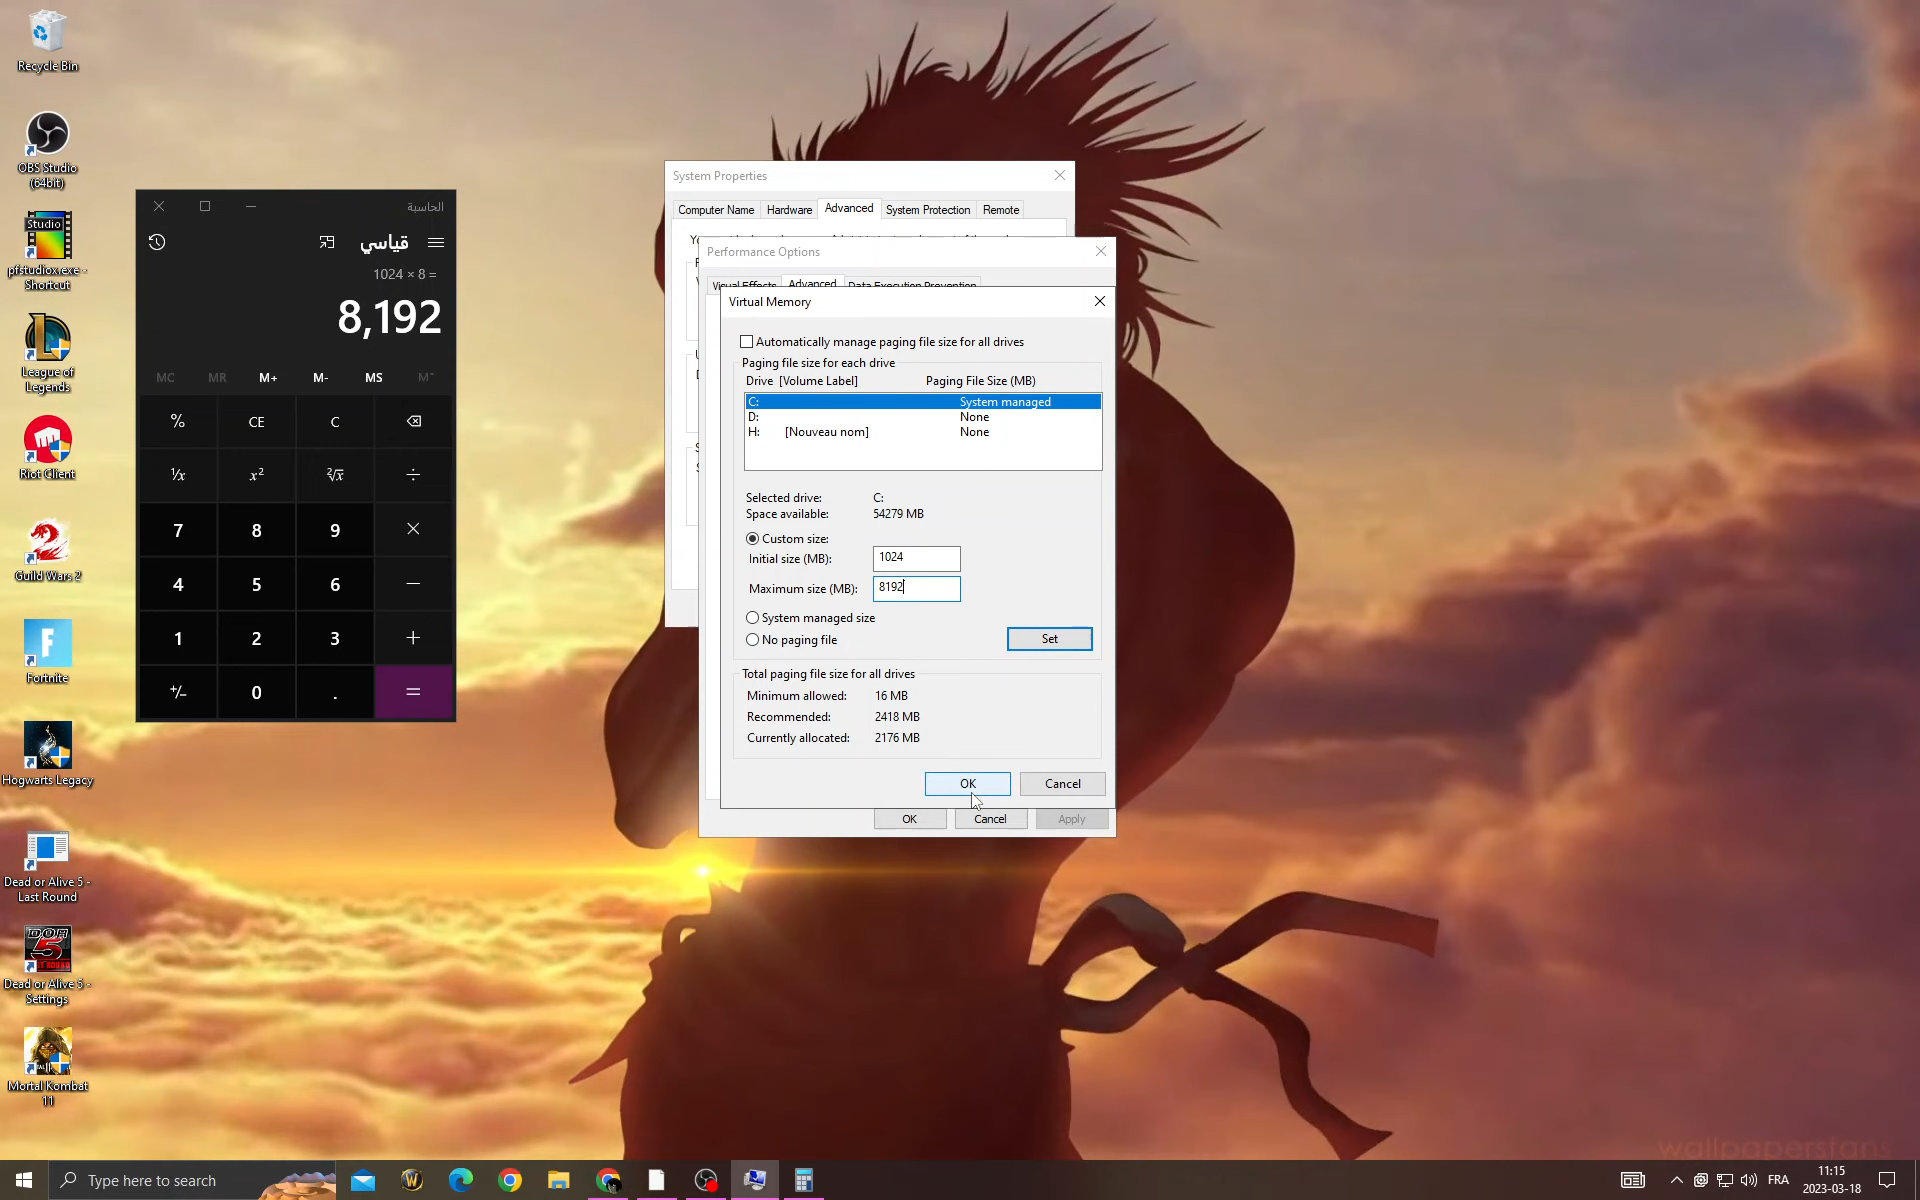 Recycle Bin
OBS Studio
(64bit)
Studio
pfstudiox.exe -
Shortcut
League of
Legends
Riot Client
Guild Wars 2
Fortnite
Hogwarts Legacy
Dead or Alive 5 -
Last Round
Dead or Alive 5 -
Settings
Mortal Kombat
11
الحاسبة
قياسي
1024 × 8 =
8,192
MC MR M+ M- MS M˅
% CE C
¹/x x² ²√x ÷
7 8 9 ×
4 5 6 −
1 2 3 +
+/- 0 . =
System Properties
Computer Name Hardware Advanced System Protection Remote
Performance Options
Visual Effects Advanced Data Execution Prevention
Virtual Memory
Automatically manage paging file size for all drives
Paging file size for each drive
Drive [Volume Label] Paging File Size (MB)
C: System managed
D: None
H: [Nouveau nom] None
Selected drive: C:
Space available: 54279 MB
Custom size:
Initial size (MB): 1024
Maximum size (MB): 8192
System managed size
No paging file Set
Total paging file size for all drives
Minimum allowed: 16 MB
Recommended: 2418 MB
Currently allocated: 2176 MB
OK Cancel
OK Cancel Apply
wallpapersfans
Type here to search
FRA
11:15
2023-03-18